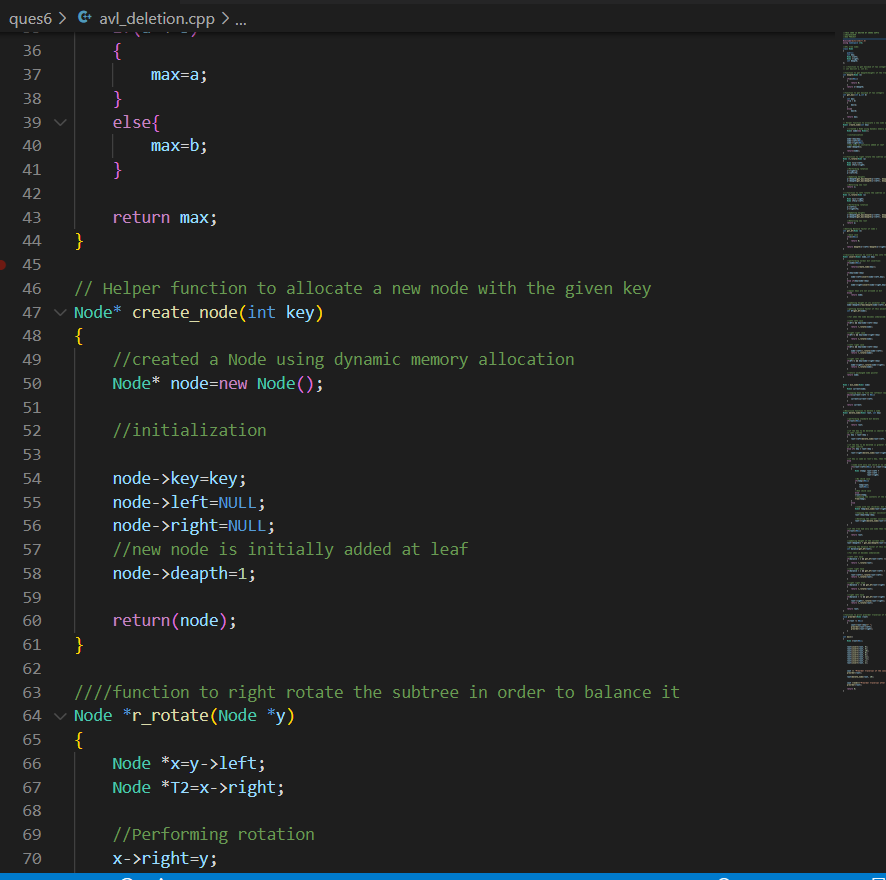 ques6 > avl_deletion.cpp > ...
36 {
37 max=a;
38 }
39 else{
40 max=b;
41 }
42
43 return max;
44 }
45
46 // Helper function to allocate a new node with the given key
47 Node* create_node(int key)
48 {
49 //created a Node using dynamic memory allocation
50 Node* node=new Node();
51
52 //initialization
53
54 node->key=key;
55 node->left=NULL;
56 node->right=NULL;
57 //new node is initially added at leaf
58 node->deapth=1;
59
60 return(node);
61 }
62
63 ////function to right rotate the subtree in order to balance it
64 Node *r_rotate(Node *y)
65 {
66 Node *x=y->left;
67 Node *T2=x->right;
68
69 //Performing rotation
70 x->right=y;